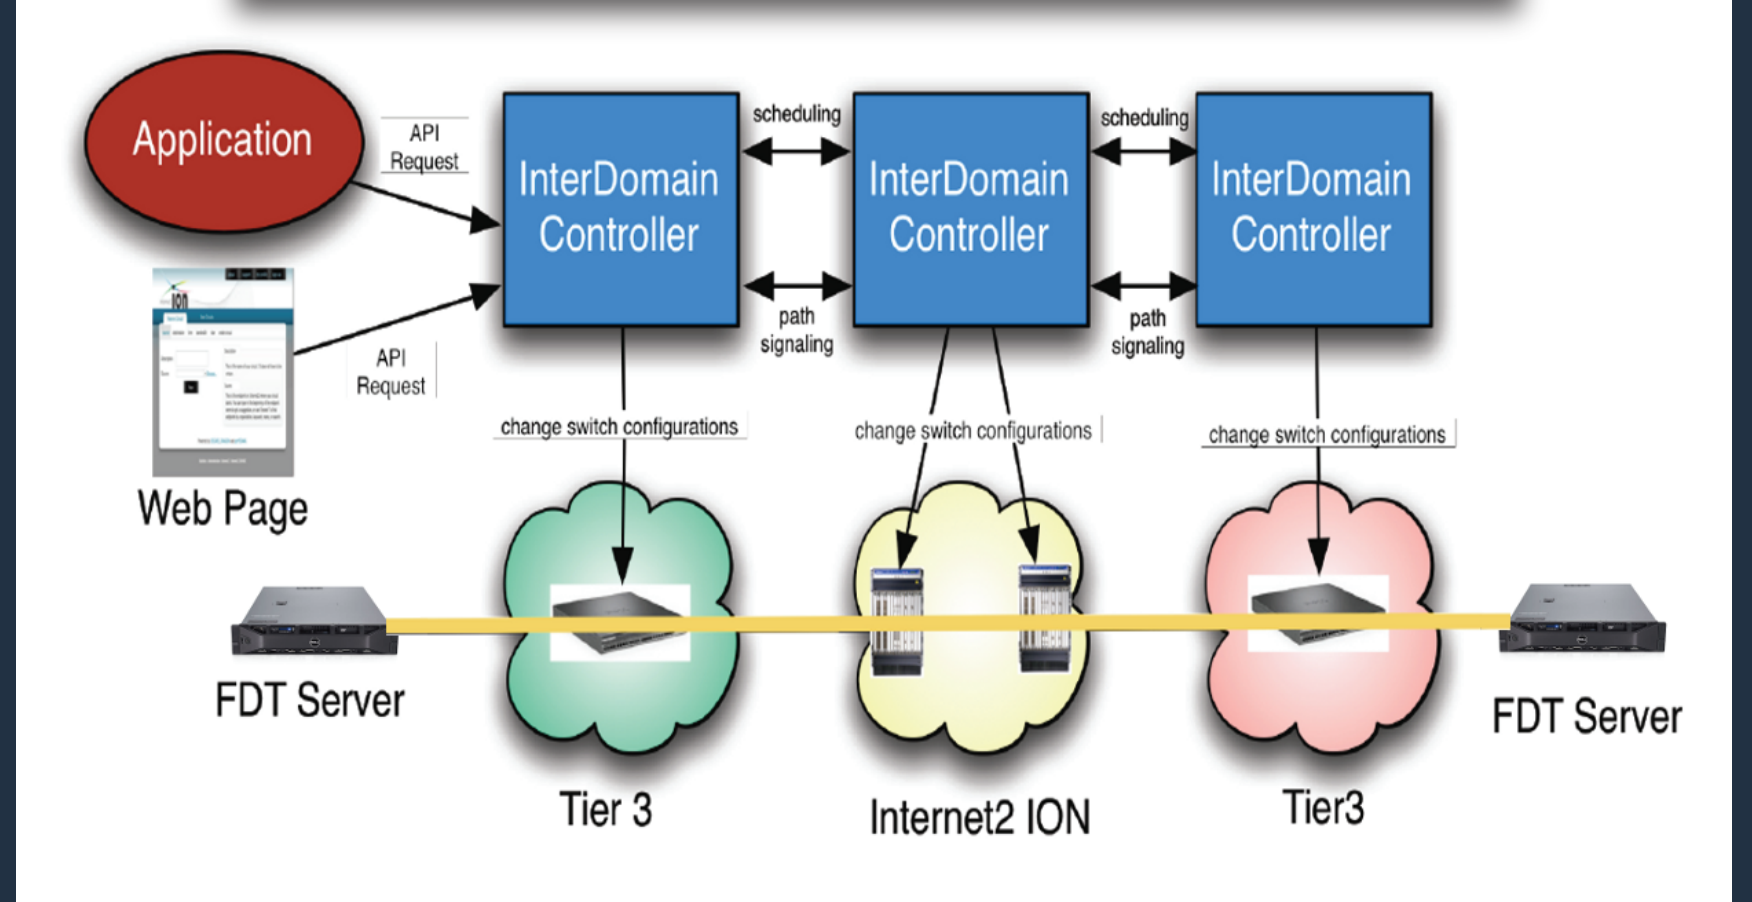 Application
API
Request
InterDomain
Controller
scheduling
path
signaling
InterDomain
Controller
scheduling
path
signaling
InterDomain
Controller
ION
API
Request
Web Page
change switch configurations
change switch configurations
change switch configurations
FDT Server
FDT Server
Tier 3
Internet2 ION
Tier3